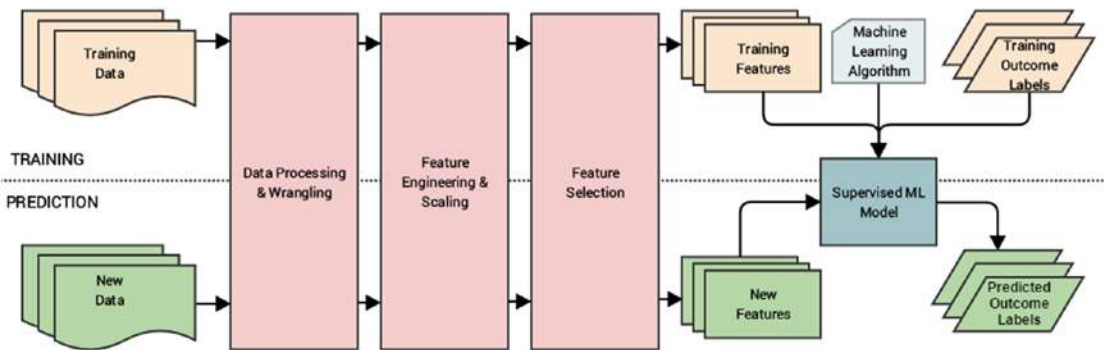 Training
Data
Data Processing
& Wrangling
Feature
Engineering &
Scaling
Feature
Selection
Training
Features
Machine
Learning
Algorithm
Training
Outcome
Labels
TRAINING
PREDICTION
Supervised ML
Model
New
Data
New
Features
Predicted
Outcome
Labels